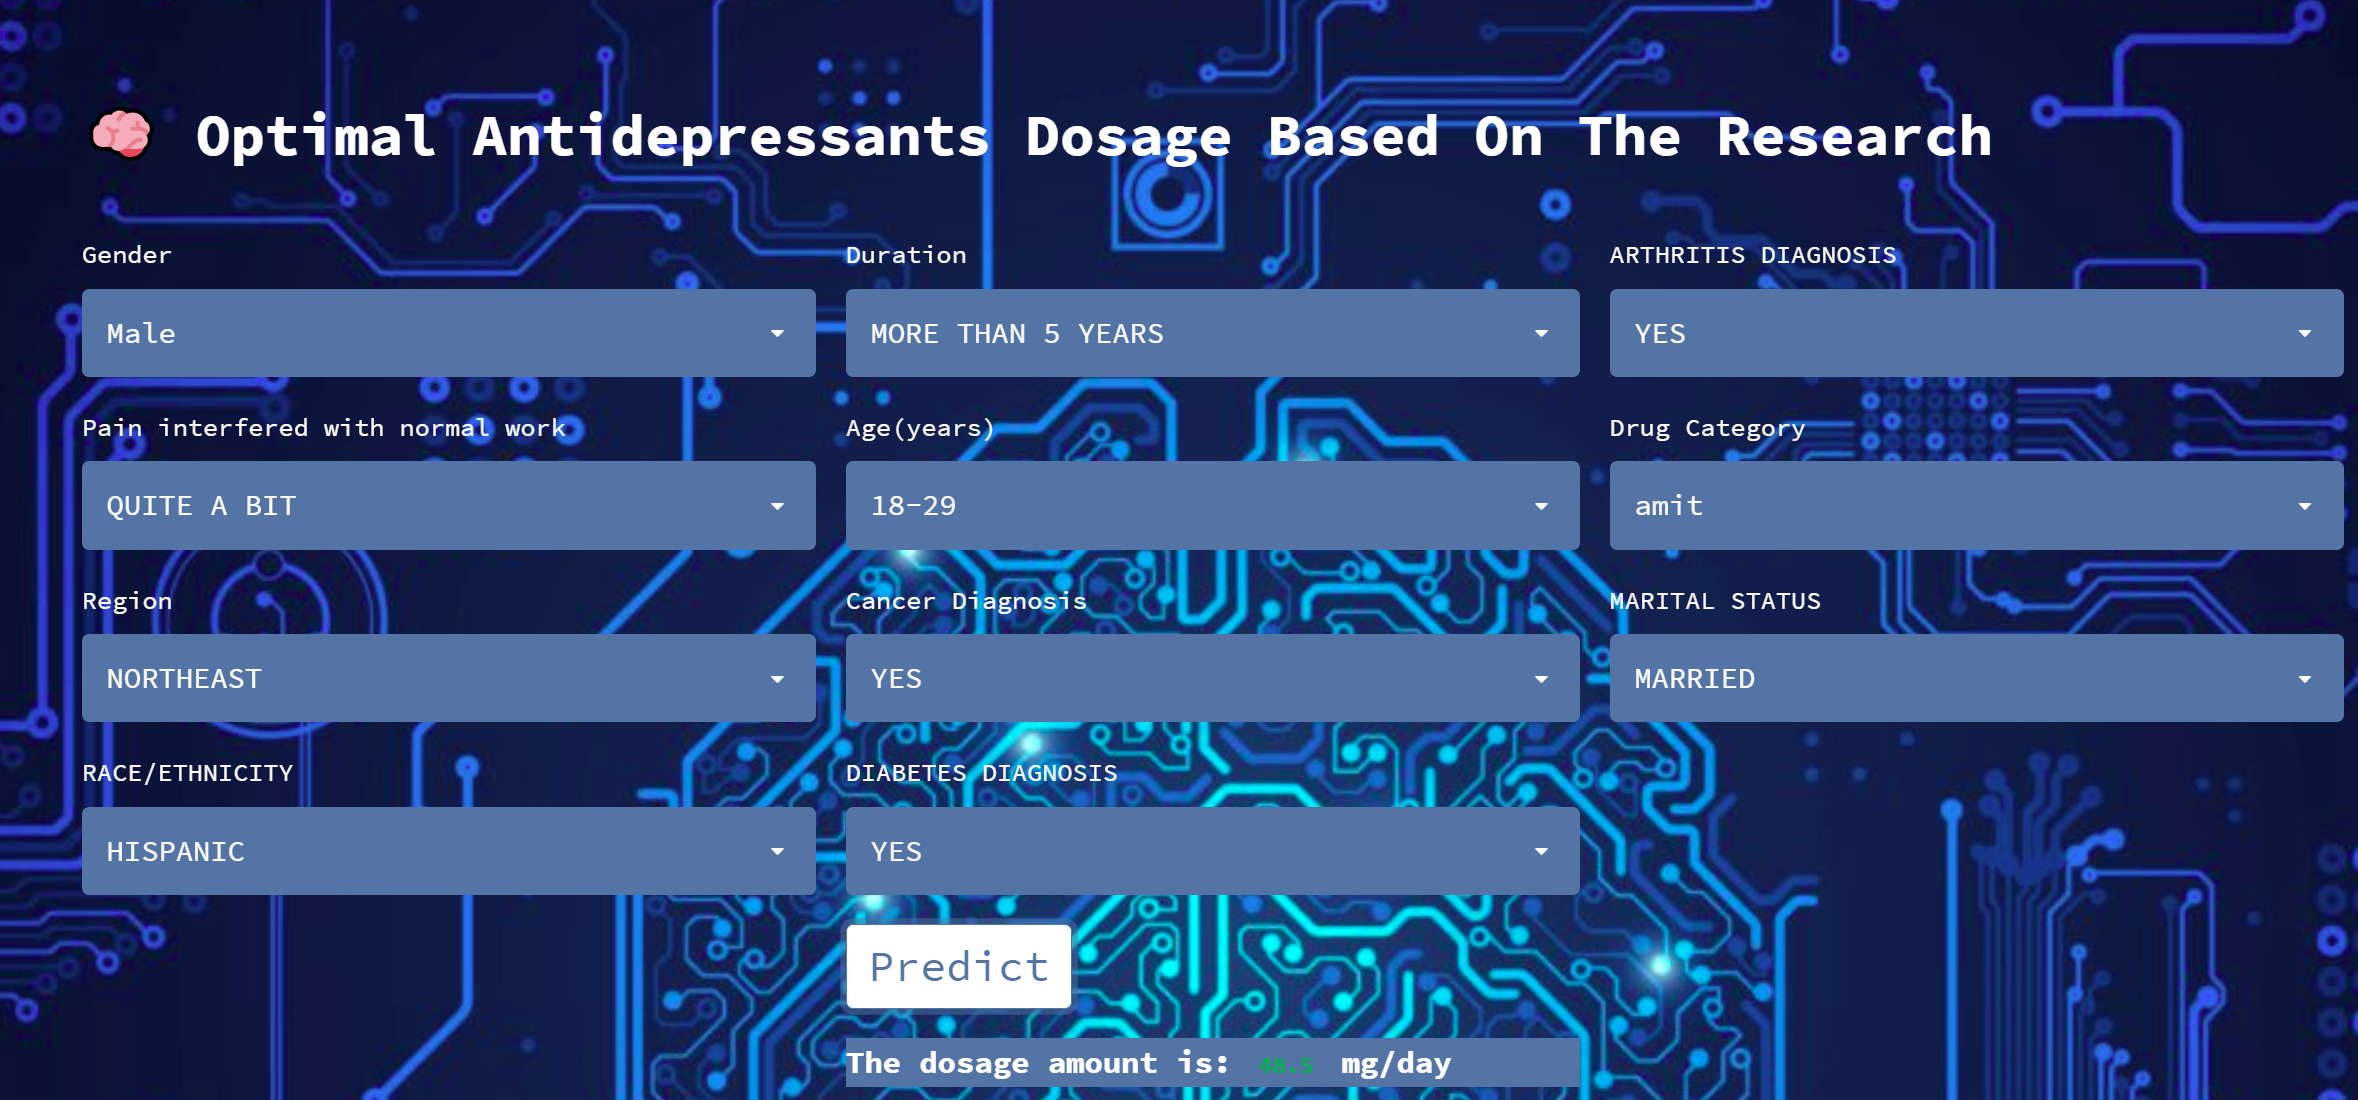 Optimal Antidepressants Dosage Based On The Research
Gender
Duration
ARTHRITIS DIAGNOSIS
Male
MORE THAN 5 YEARS
YES
Pain interfered with normal work
Age(years)
Drug Category
QUITE A BIT
18-29
amit
Region
Cancer Diagnosis
MARITAL STATUS
NORTHEAST
YES
MARRIED
RACE/ETHNICITY
DIABETES DIAGNOSIS
HISPANIC
YES
Predict
The dosage amount is: 48.5 mg/day